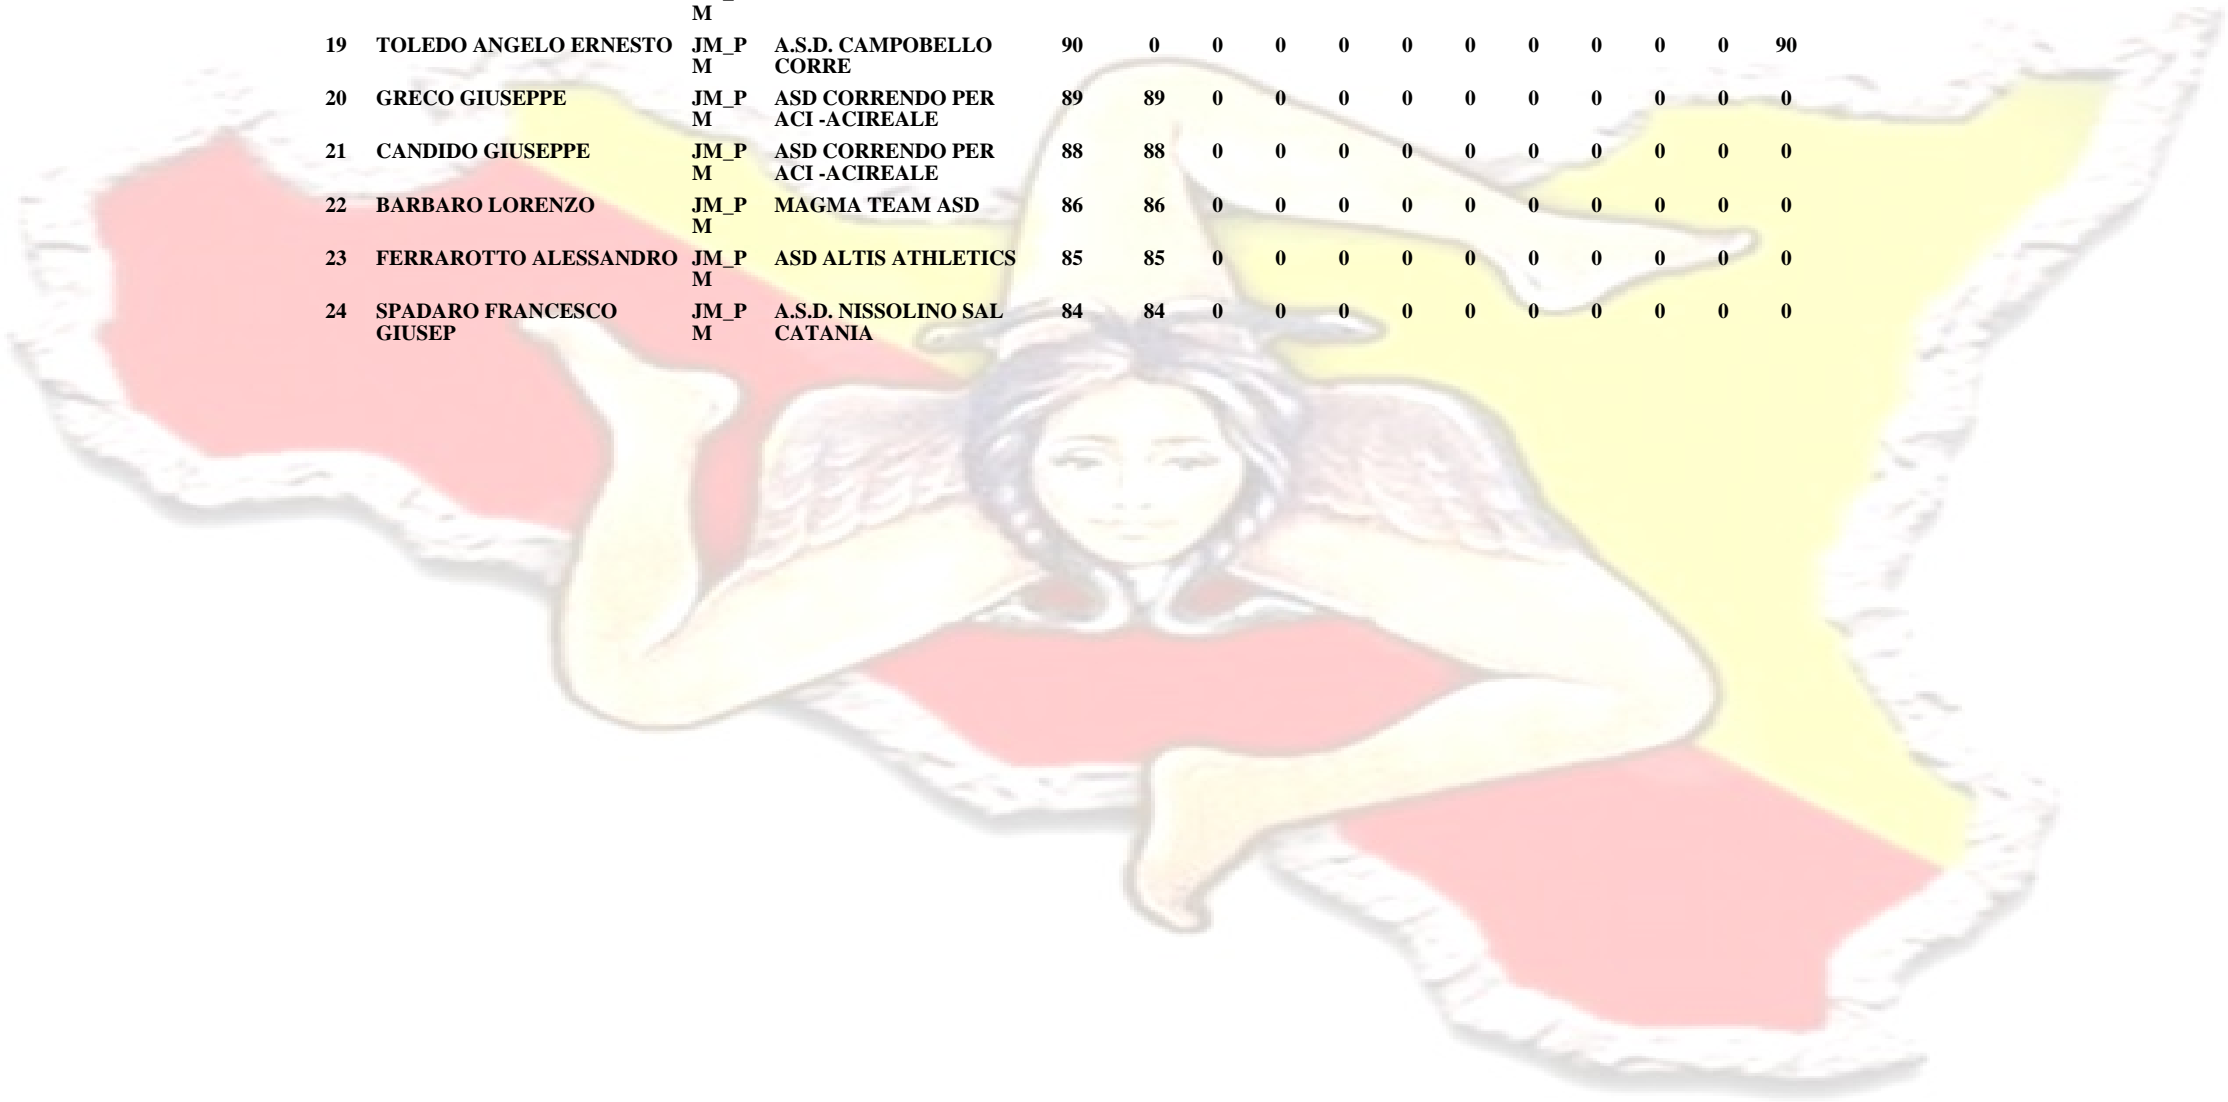 M
19 TOLEDO ANGELO ERNESTO JM_P A.S.D. CAMPOBELLO 90 0 0 0 0 0 0 0 0 0 0 90
M CORRE
20 GRECO GIUSEPPE JM_P ASD CORRENDO PER 89 89 0 0 0 0 0 0 0 0 0 0
M ACI -ACIREALE
21 CANDIDO GIUSEPPE JM_P ASD CORRENDO PER 88 88 0 0 0 0 0 0 0 0 0 0
M ACI -ACIREALE
22 BARBARO LORENZO JM_P MAGMA TEAM ASD 86 86 0 0 0 0 0 0 0 0 0 0
M
23 FERRAROTTO ALESSANDRO JM_P ASD ALTIS ATHLETICS 85 85 0 0 0 0 0 0 0 0 0 0
M
24 SPADARO FRANCESCO JM_P A.S.D. NISSOLINO SAL 84 84 0 0 0 0 0 0 0 0 0 0
GIUSEP M CATANIA